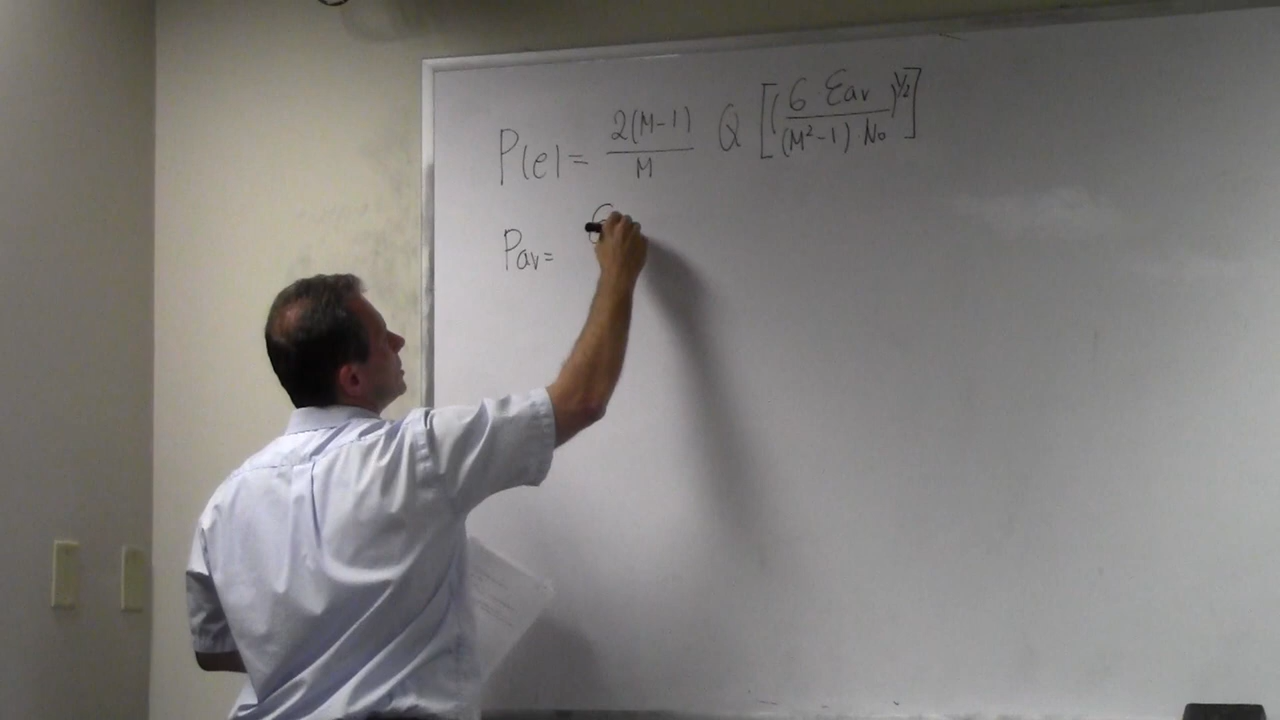 P(e) = 2(M-1)/M Q [(6 Eav/(M²-1) No)^1/2]
Pav=